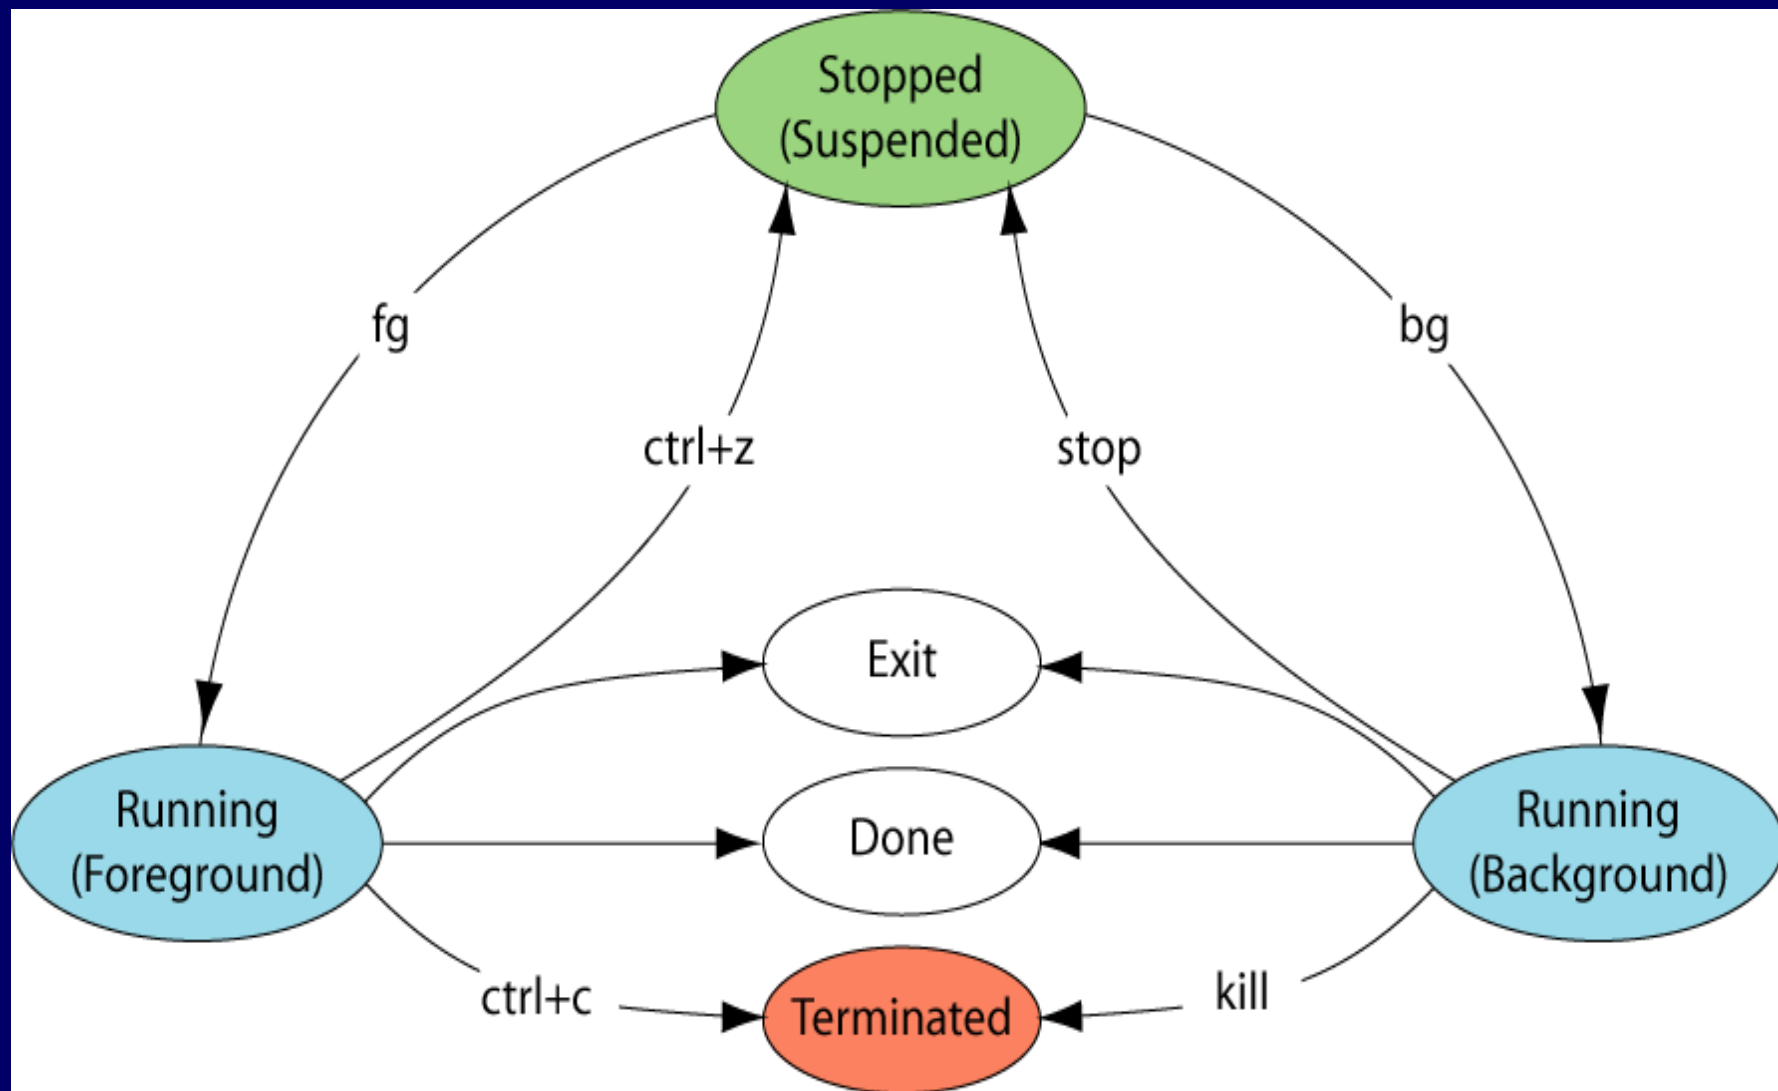 Stopped
(Suspended)
fg
bg
ctrl+z
stop
Exit
Running
(Foreground)
Done
Running
(Background)
ctrl+c
Terminated
kill